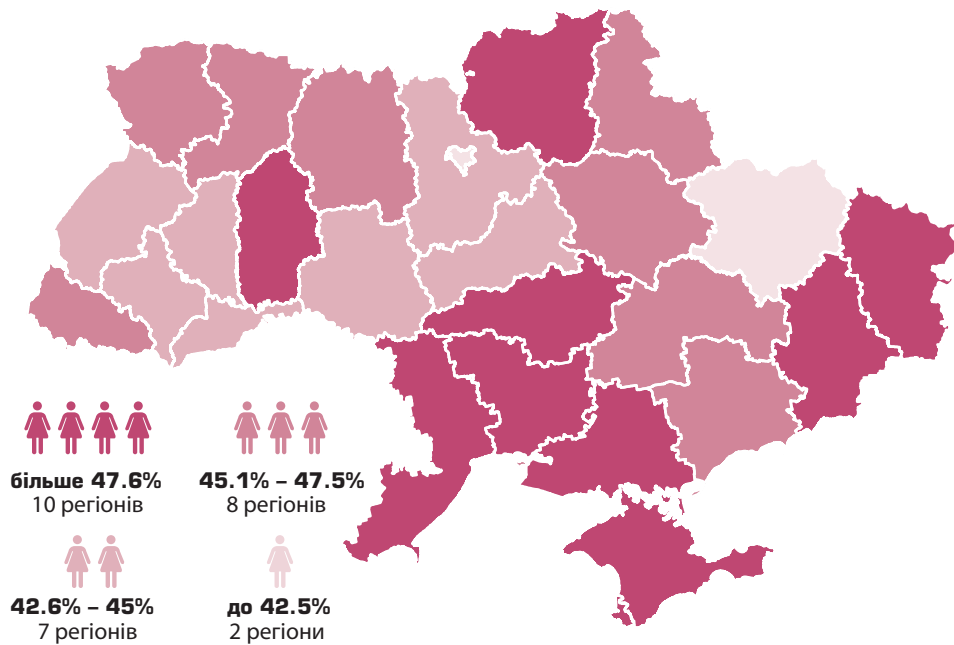 більше 47.6%
10 регіонів
45.1% – 47.5%
8 регіонів
42.6% – 45%
7 регіонів
до 42.5%
2 регіони